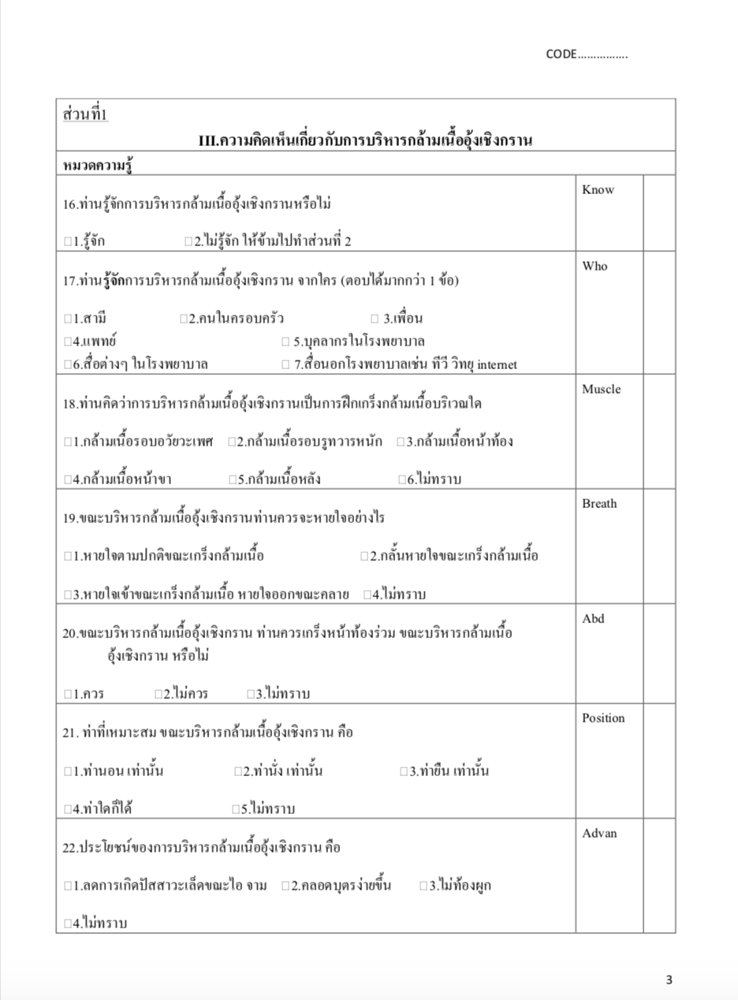 CODE................
ส่วนที่1
III.ความคิดเห็นเกี่ยวกับการบริหารกล้ามเนื้ออุ้งเชิงกราน
หมวดความรู้
16.ท่านรู้จักการบริหารกล้ามเนื้ออุ้งเชิงกรานหรือไม่ Know
□1.รู้จัก □2.ไม่รู้จัก ให้ข้ามไปทำส่วนที่ 2
17.ท่านรู้จักการบริหารกล้ามเนื้ออุ้งเชิงกราน จากใคร (ตอบได้มากกว่า 1 ข้อ) Who
□1.สามี □2.คนในครอบครัว □ 3.เพื่อน
□4.แพทย์ □ 5.บุคลากรในโรงพยาบาล
□6.สื่อต่างๆ ในโรงพยาบาล □ 7.สื่อนอกโรงพยาบาลเช่น ทีวี วิทยุ internet
18.ท่านคิดว่าการบริหารกล้ามเนื้ออุ้งเชิงกรานเป็นการฝึกเกร็งกล้ามเนื้อบริเวณใด Muscle
□1.กล้ามเนื้อรอบอวัยวะเพศ □2.กล้ามเนื้อรอบรูทวารหนัก □3.กล้ามเนื้อหน้าท้อง
□4.กล้ามเนื้อหน้าขา □5.กล้ามเนื้อหลัง □6.ไม่ทราบ
19.ขณะบริหารกล้ามเนื้ออุ้งเชิงกรานท่านควรจะหายใจอย่างไร Breath
□1.หายใจตามปกติขณะเกร็งกล้ามเนื้อ □2.กลั้นหายใจขณะเกร็งกล้ามเนื้อ
□3.หายใจเข้าขณะเกร็งกล้ามเนื้อ หายใจออกขณะคลาย □4.ไม่ทราบ
20.ขณะบริหารกล้ามเนื้ออุ้งเชิงกราน ท่านควรเกร็งหน้าท้องร่วม ขณะบริหารกล้ามเนื้อ Abd
อุ้งเชิงกราน หรือไม่
□1.ควร □2.ไม่ควร □3.ไม่ทราบ
21. ท่าที่เหมาะสม ขณะบริหารกล้ามเนื้ออุ้งเชิงกราน คือ Position
□1.ท่านอน เท่านั้น □2.ท่านั่ง เท่านั้น □3.ท่ายืน เท่านั้น
□4.ท่าใดก็ได้ □5.ไม่ทราบ
22.ประโยชน์ของการบริหารกล้ามเนื้ออุ้งเชิงกราน คือ Advan
□1.ลดการเกิดปัสสาวะเล็ดขณะไอ จาม □2.คลอดบุตรง่ายขึ้น □3.ไม่ท้องผูก
□4.ไม่ทราบ
3